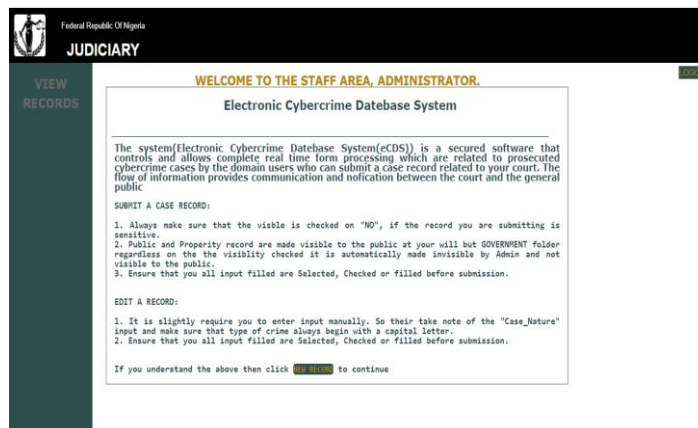 Federal Republic Of Nigeria
JUDICIARY
VIEW
RECORDS
WELCOME TO THE STAFF AREA, ADMINISTRATOR.
Electronic Cybercrime Datebase System
The system(Electronic Cybercrime Datebase System(eCDS)) is a secured software that
controls and allows complete real time form processing which are related to prosecuted
cybercrime cases by the domain users who can submit a case record related to your court. The
flow of information provides communication and nofication between the court and the general
public
SUBMIT A CASE RECORD:
1. Always make sure that the visble is checked on "NO", if the record you are submitting is
sensitive.
2. Public and Properity record are made visible to the public at your will but GOVERNMENT folder
regardless on the the visiblity checked it is automatically made invisible by Admin and not
visible to the public.
3. Ensure that you all input filled are Selected, Checked or filled before submission.
EDIT A RECORD:
1. It is slightly require you to enter input manually. So their take note of the "Case_Nature"
input and make sure that type of crime always begin with a capital letter.
2. Ensure that you all input filled are Selected, Checked or filled before submission.
If you understand the above then click NEW RECORD to continue